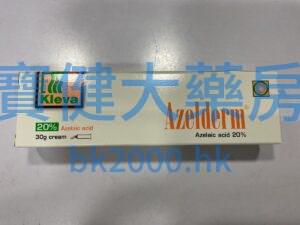 Kleva
寶健大藥房
Azelderm
20% Azelaic acid
Azelaic acid 20%
30g cream
bk2000.hk